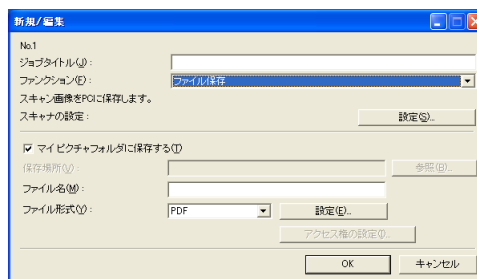 新規/編集
No.1
ジョブタイトル(J):
ファンクション(F): ファイル保存
スキャン画像をPCに保存します。
スキャナの設定: 設定(S)...
マイ ピクチャフォルダに保存する(T)
保存場所(V): 参照(B)...
ファイル名(M):
ファイル形式(Y): PDF 設定(E)...
アクセス権の設定(I)...
OK キャンセル